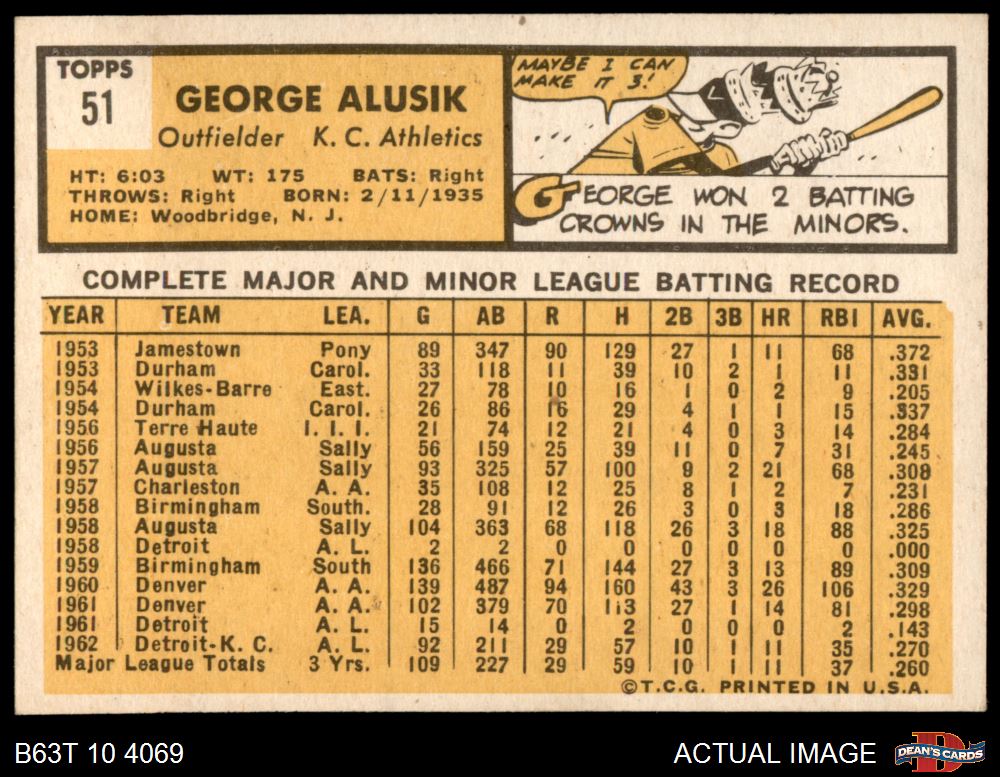 TOPPS
51
GEORGE ALUSIK
Outfielder K. C. Athletics
HT: 6:03 WT: 175 BATS: Right
THROWS: Right BORN: 2/11/1935
HOME: Woodbridge, N. J.
MAYBE I CAN
MAKE IT 3!
GEORGE WON 2 BATTING
CROWNS IN THE MINORS.
COMPLETE MAJOR AND MINOR LEAGUE BATTING RECORD
YEAR TEAM LEA. G AB R H 2B 3B HR RBI AVG.
1953 Jamestown Pony 89 347 90 129 27 1 11 68 .372
1953 Durham Carol. 33 118 11 39 10 2 1 11 .331
1954 Wilkes-Barre East. 27 78 10 16 1 0 2 9 .205
1954 Durham Carol. 26 86 16 29 4 1 1 15 .337
1956 Terre Haute I. I. I. 21 74 12 21 4 0 3 14 .284
1956 Augusta Sally 56 159 25 39 11 0 7 31 .245
1957 Augusta Sally 93 325 57 100 9 2 21 68 .308
1957 Charleston A. A. 35 108 12 25 8 1 2 7 .231
1958 Birmingham South. 28 91 12 26 3 0 3 18 .286
1958 Augusta Sally 104 363 68 118 26 3 18 88 .325
1958 Detroit A. L. 2 2 0 0 0 0 0 0 .000
1959 Birmingham South 136 466 71 144 27 3 13 89 .309
1960 Denver A. A. 139 487 94 160 43 3 26 106 .329
1961 Denver A. A. 102 379 70 113 27 1 14 81 .298
1961 Detroit A. L. 15 14 0 2 0 0 0 2 .143
1962 Detroit-K. C. A. L. 92 211 29 57 10 1 11 35 .270
Major League Totals 3 Yrs. 109 227 29 59 10 1 11 37 .260
©T.C.G. PRINTED IN U.S.A.
B63T 10 4069 ACTUAL IMAGE
DEAN'S CARDS